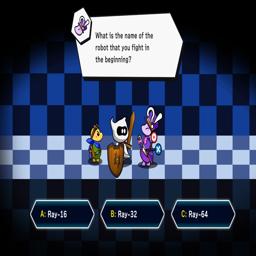 What is the name of the
robot that you fight in
the beginning?
A: Ray-16
B: Ray-32
C: Ray-64